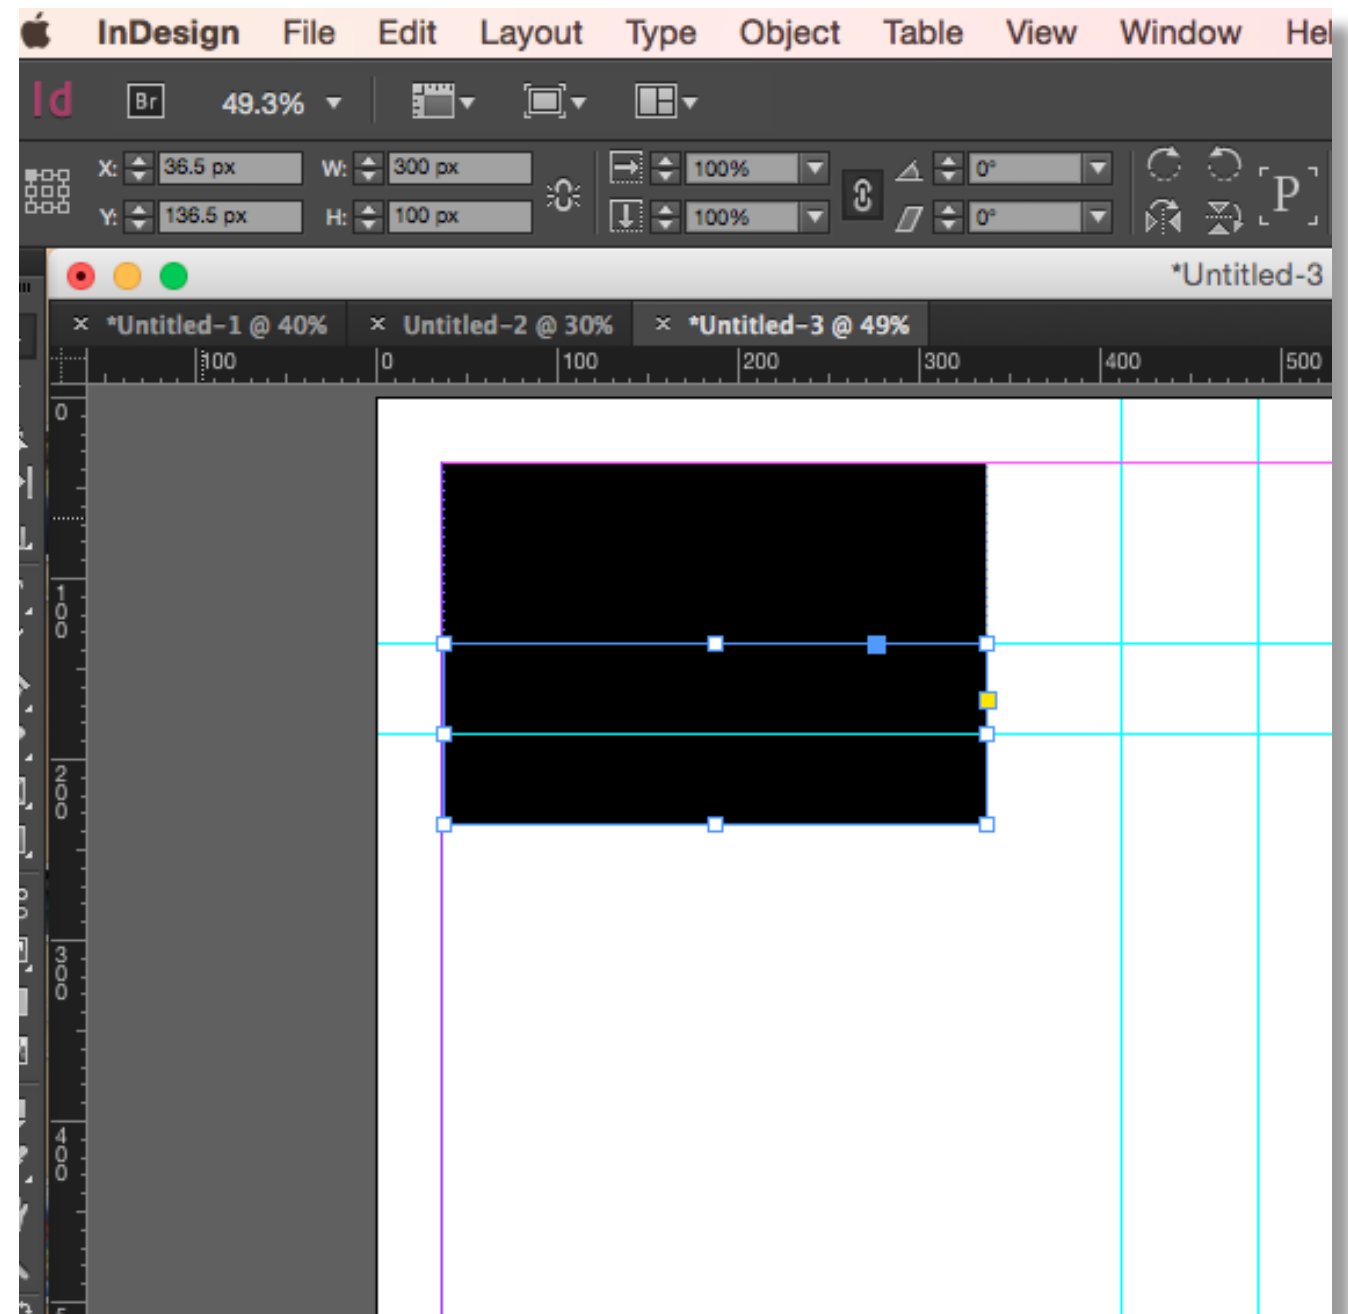 InDesign File Edit Layout Type Object Table View Window Hel
Id Br 49.3%
X: 36.5 px W: 300 px 100% 0°
Y: 136.5 px H: 100 px 100% 0°
P
*Untitled-3
× *Untitled-1 @ 40% × Untitled-2 @ 30% × *Untitled-3 @ 49%
100 0 100 200 300 400 500
0
100
200
300
400
5